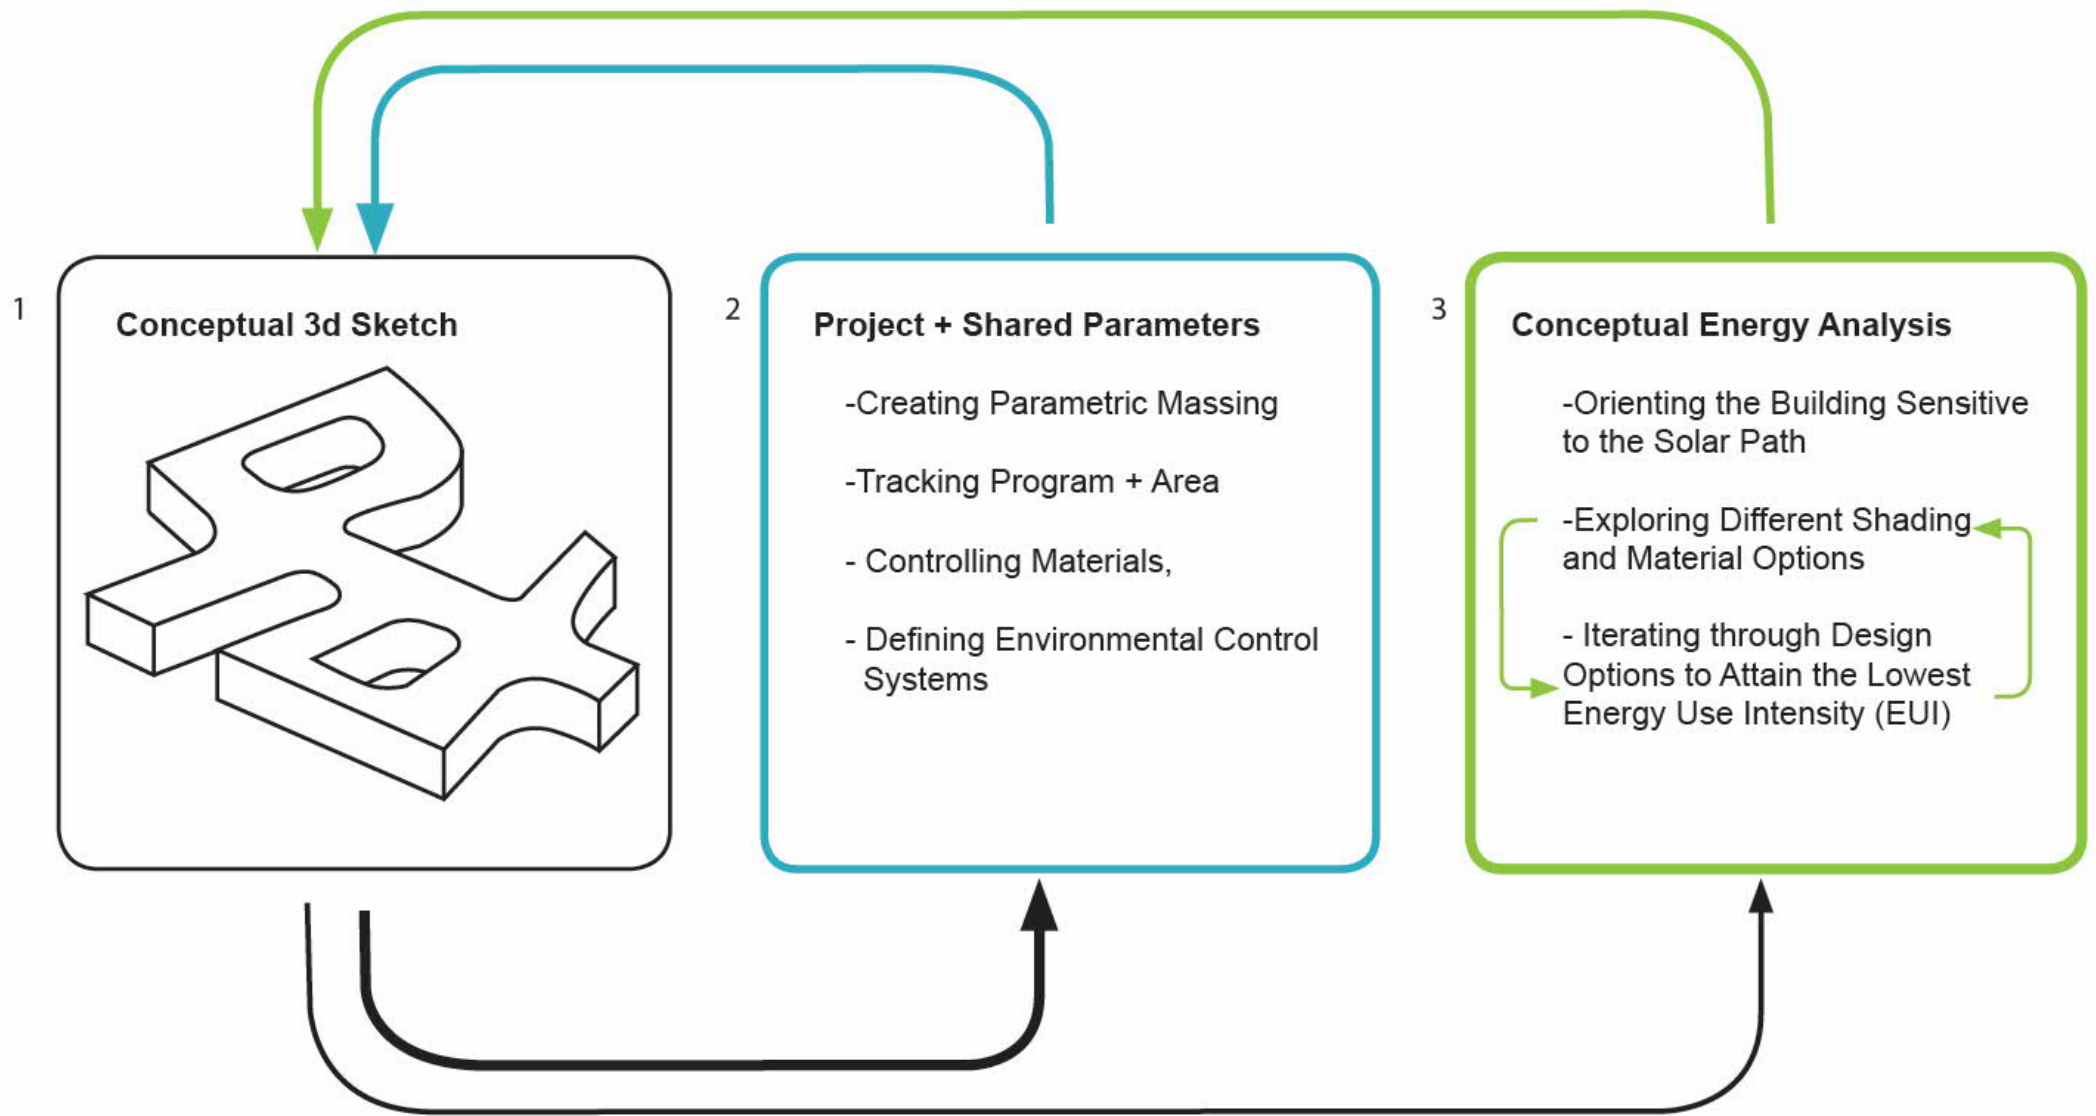 1
Conceptual 3d Sketch
2
Project + Shared Parameters
-Creating Parametric Massing
-Tracking Program + Area
- Controlling Materials,
- Defining Environmental Control
Systems
3
Conceptual Energy Analysis
-Orienting the Building Sensitive
to the Solar Path
-Exploring Different Shading
and Material Options
- Iterating through Design
Options to Attain the Lowest
Energy Use Intensity (EUI)